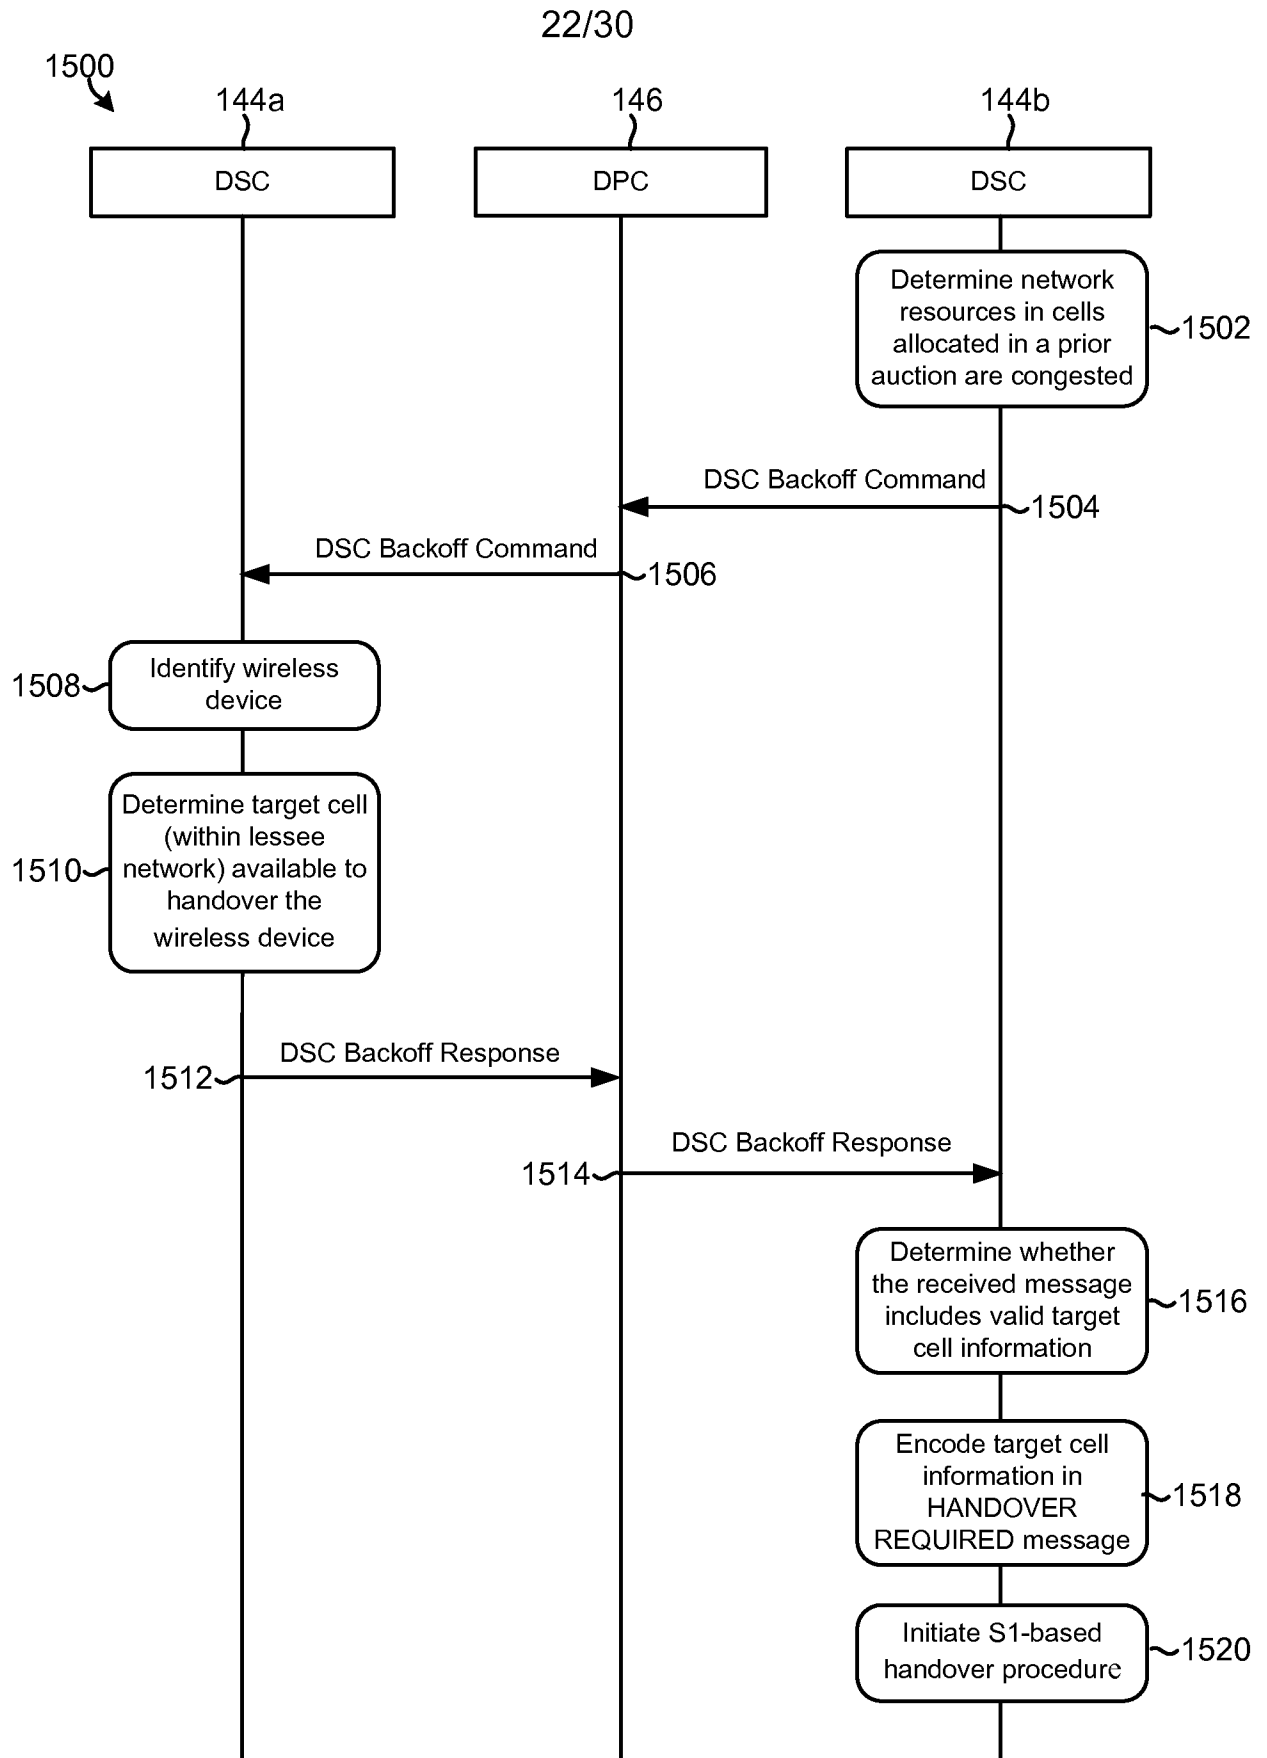 22/30
1500
144a
146
144b
DSC
DPC
DSC
Determine network
resources in cells
allocated in a prior
auction are congested
1502
DSC Backoff Command
1504
DSC Backoff Command
1506
Identify wireless
device
1508
Determine target cell
(within lessee
network) available to
handover the
wireless device
1510
DSC Backoff Response
1512
DSC Backoff Response
1514
Determine whether
the received message
includes valid target
cell information
1516
Encode target cell
information in
HANDOVER
REQUIRED message
1518
Initiate S1-based
handover procedure
1520